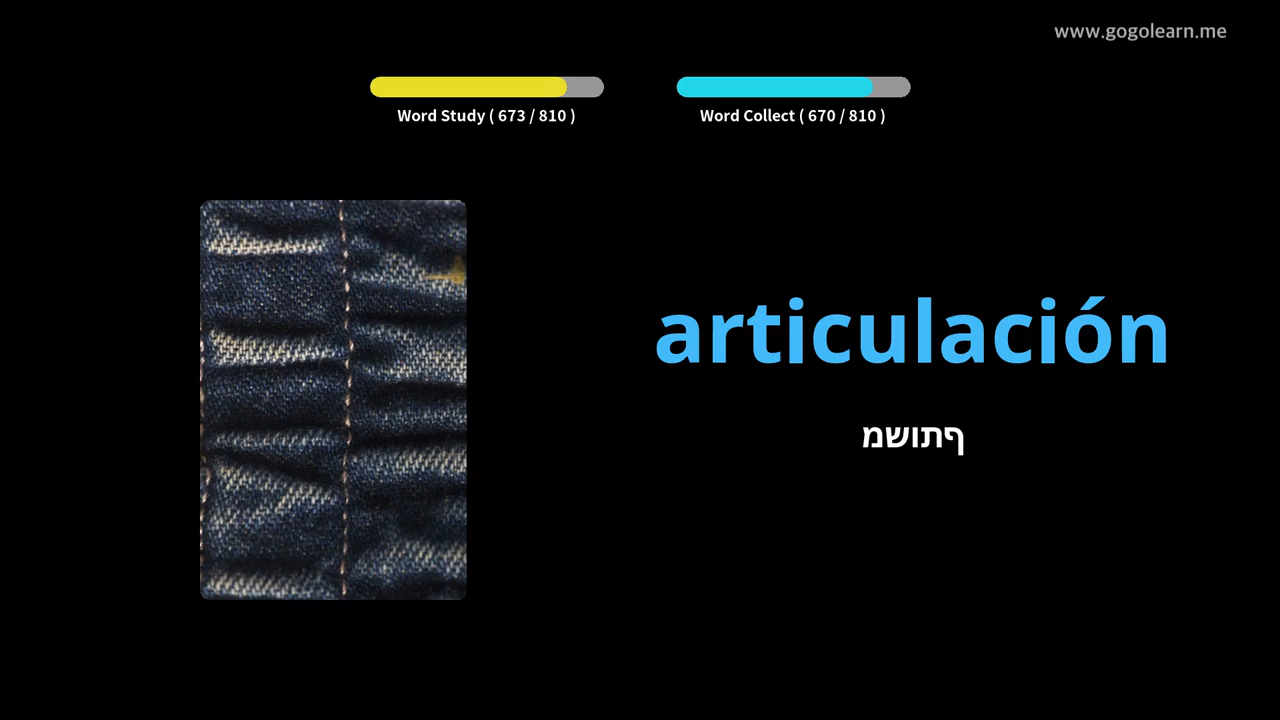 www.gogolearn.me
Word Study ( 673 / 810 )
Word Collect ( 670 / 810 )
articulación
ףתושמ